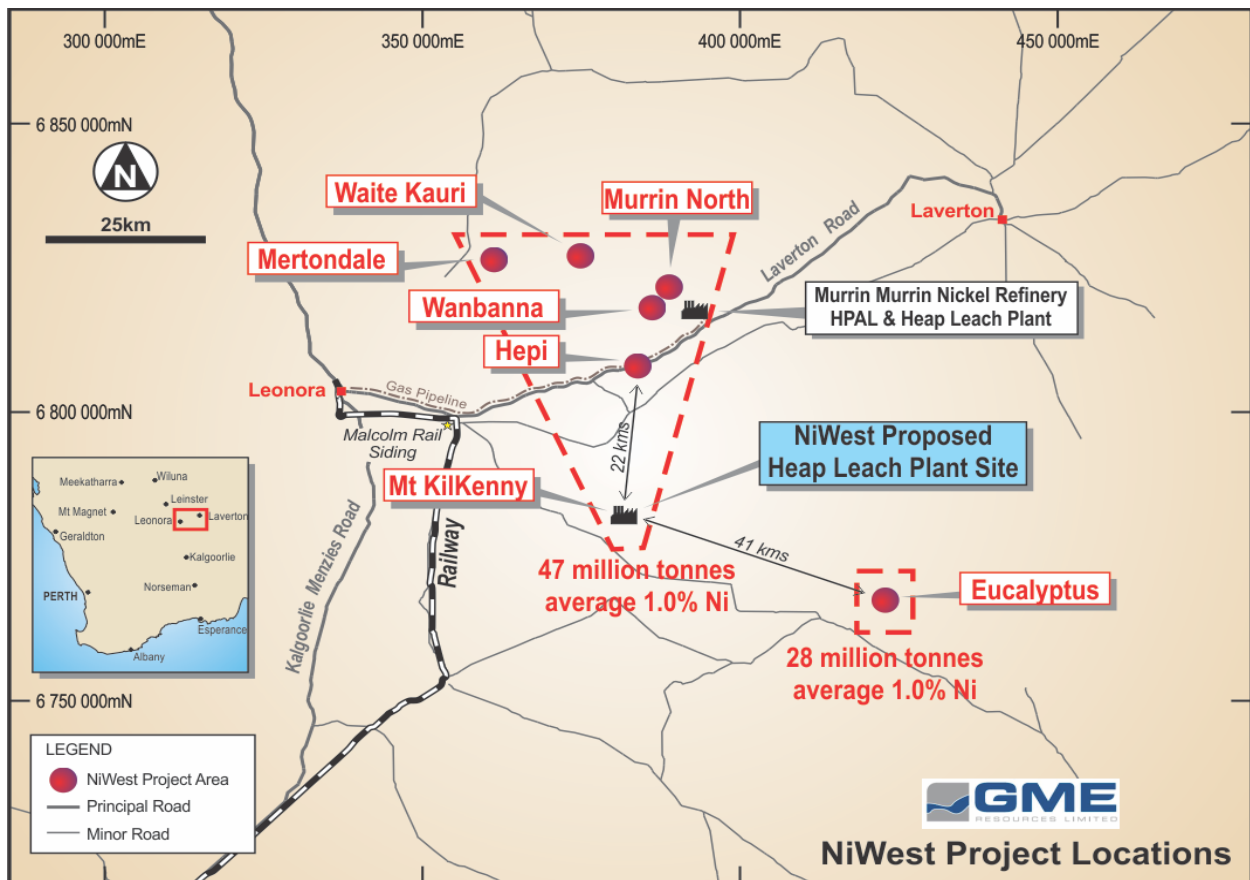 300 000mE
350 000mE
400 000mE
450 000mE
6 850 000mN
N
25km
Waite Kauri
Murrin North
Mertondale
Laverton
Laverton Road
Wanbanna
Murrin Murrin Nickel Refinery
HPAL & Heap Leach Plant
Hepi
Leonora
Gas Pipeline
6 800 000mN
Malcolm Rail
Siding
22 kms
NiWest Proposed
Heap Leach Plant Site
Mt KilKenny
Railway
Kalgoorlie Menzies Road
41 kms
47 million tonnes
average 1.0% Ni
Eucalyptus
28 million tonnes
average 1.0% Ni
Wiluna
Meekatharra
Leinster
Mt Magnet
Leonora
Laverton
Geraldton
Kalgoorlie
Norseman
PERTH
Esperance
Albany
6 750 000mN
LEGEND
NiWest Project Area
Principal Road
Minor Road
GME
RESOURCES LIMITED
NiWest Project Locations